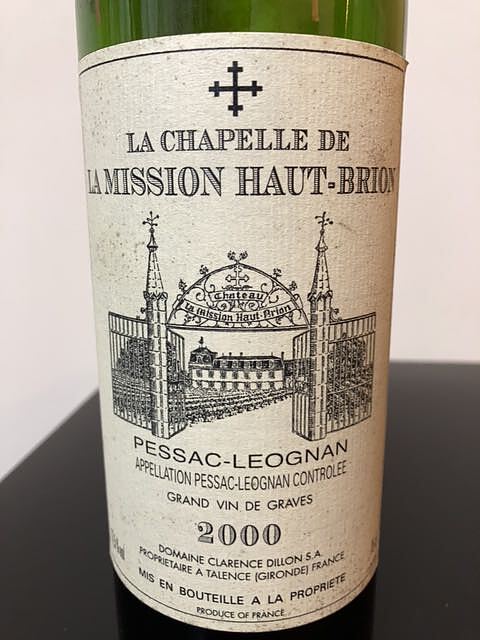 LA CHAPELLE DE
LA MISSION HAUT-BRION
Château
La Mission Haut-Brion
PESSAC-LEOGNAN
APPELLATION PESSAC-LEOGNAN CONTROLEE
GRAND VIN DE GRAVES
2000
DOMAINE CLARENCE DILLON S.A.
PROPRIETAIRE A TALENCE (GIRONDE) FRANCE
MIS EN BOUTEILLE A LA PROPRIETE
PRODUCE OF FRANCE